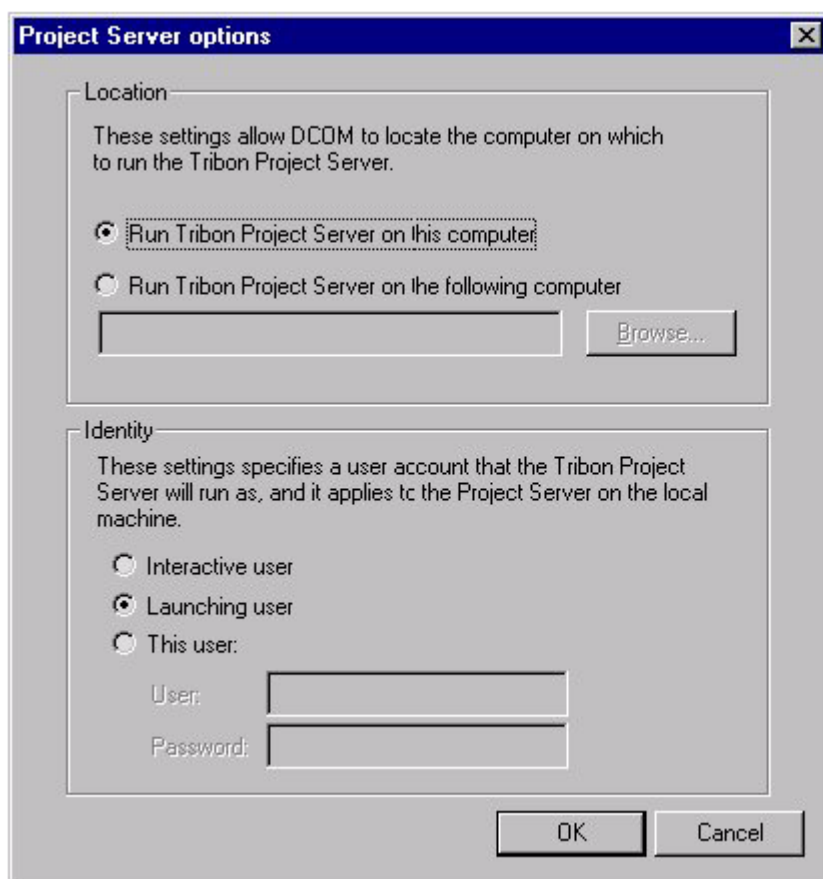 Project Server options
Location
These settings allow DCOM to locate the computer on which
to run the Tribon Project Server.
Run Tribon Project Server on this computer
Run Tribon Project Server on the following computer
Browse...
Identity
These settings specifies a user account that the Tribon Project
Server will run as, and it applies to the Project Server on the local
machine.
Interactive user
Launching user
This user:
User:
Password:
OK
Cancel